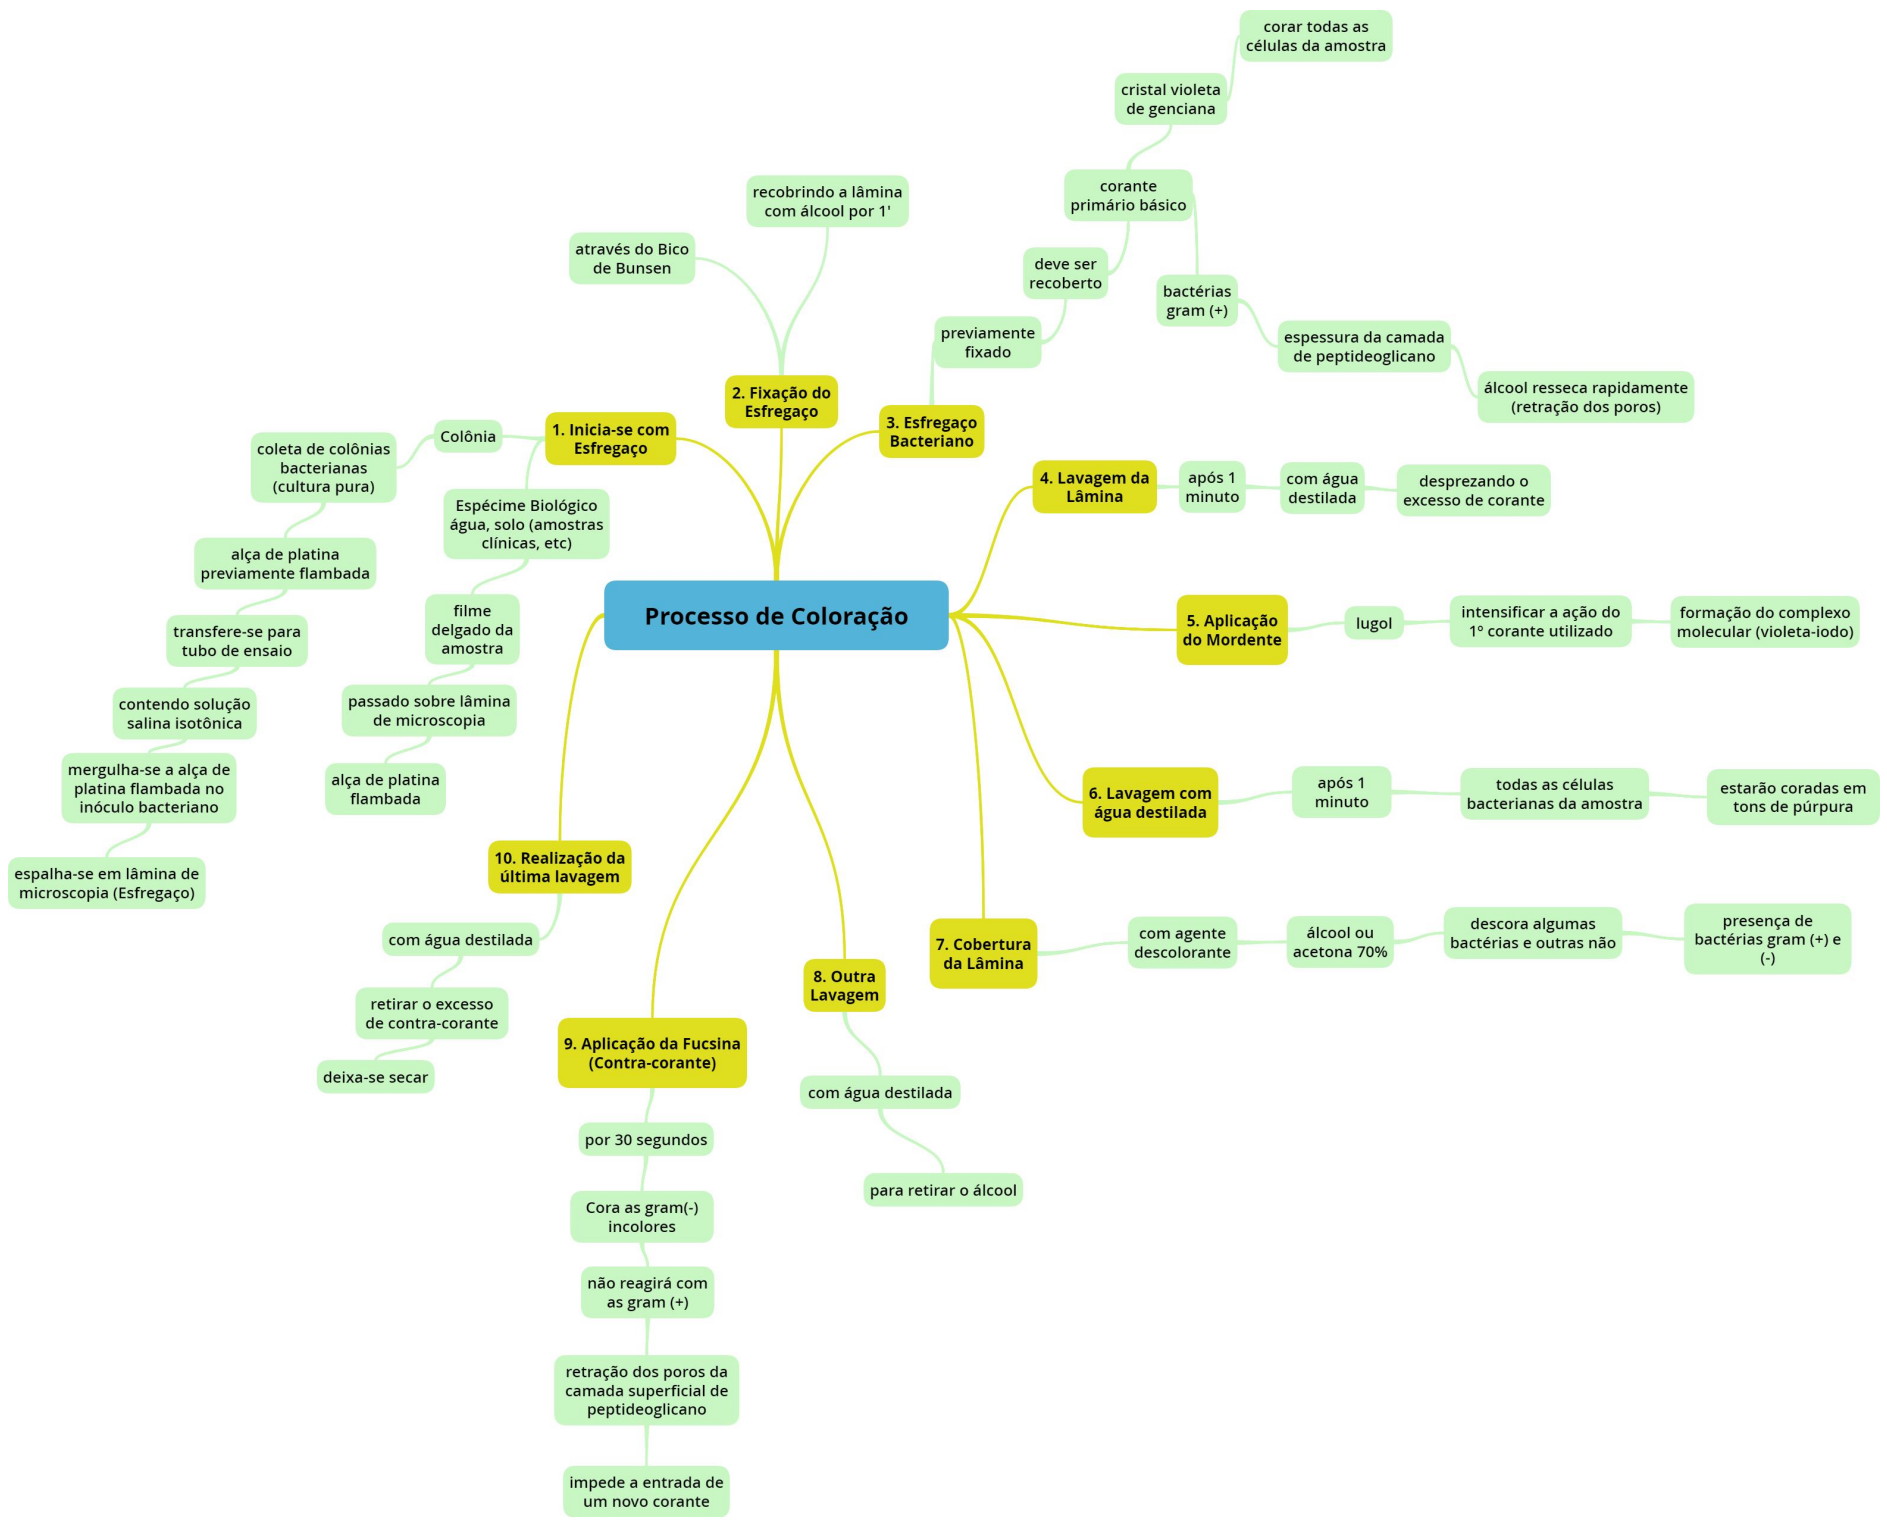 Processo de Coloração
1. Inicia-se com
Esfregaço
Colônia
coleta de colônias
bacterianas
(cultura pura)
alça de platina
previamente flambada
transfere-se para
tubo de ensaio
contendo solução
salina isotônica
mergulha-se a alça de
platina flambada no
inóculo bacteriano
espalha-se em lâmina de
microscopia (Esfregaço)
Espécime Biológico
água, solo (amostras
clínicas, etc)
filme
delgado da
amostra
passado sobre lâmina
de microscopia
alça de platina
flambada
2. Fixação do
Esfregaço
através do Bico
de Bunsen
recobrindo a lâmina
com álcool por 1'
3. Esfregaço
Bacteriano
previamente
fixado
deve ser
recoberto
corante
primário básico
cristal violeta
de genciana
corar todas as
células da amostra
bactérias
gram (+)
espessura da camada
de peptideoglicano
álcool resseca rapidamente
(retração dos poros)
4. Lavagem da
Lâmina
após 1
minuto
com água
destilada
desprezando o
excesso de corante
5. Aplicação
do Mordente
lugol
intensificar a ação do
1º corante utilizado
formação do complexo
molecular (violeta-iodo)
6. Lavagem com
água destilada
após 1
minuto
todas as células
bacterianas da amostra
estarão coradas em
tons de púrpura
7. Cobertura
da Lâmina
com agente
descolorante
álcool ou
acetona 70%
descora algumas
bactérias e outras não
presença de
bactérias gram (+) e
(-)
8. Outra
Lavagem
com água destilada
para retirar o álcool
9. Aplicação da Fucsina
(Contra-corante)
por 30 segundos
Cora as gram(-)
incolores
não reagirá com
as gram (+)
retração dos poros da
camada superficial de
peptideoglicano
impede a entrada de
um novo corante
10. Realização da
última lavagem
com água destilada
retirar o excesso
de contra-corante
deixa-se secar